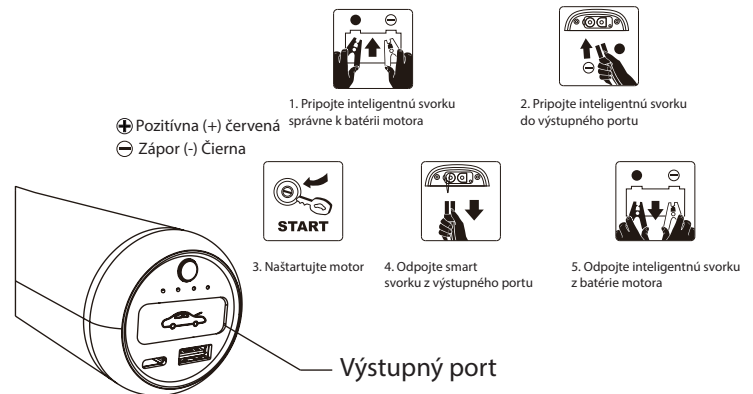 1. Pripojte inteligentnú svorku
správne k batérii motora
2. Pripojte inteligentnú svorku
do výstupného portu
Pozitívna (+) červená
Zápor (-) Čierna
START
3. Naštartujte motor
4. Odpojte smart
svorku z výstupného portu
5. Odpojte inteligentnú svorku
z batérie motora
Výstupný port